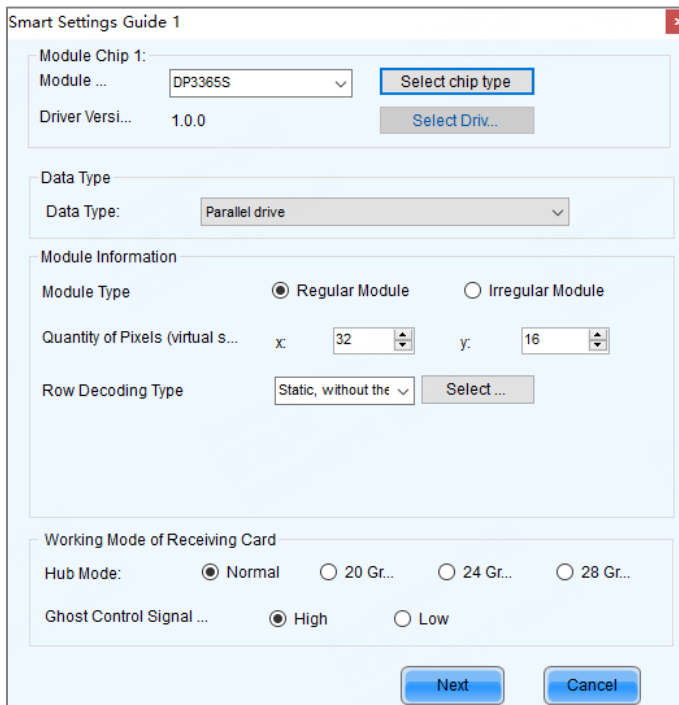 Smart Settings Guide 1
Module Chip 1:
Module ... DP3365S Select chip type
Driver Versi... 1.0.0 Select Driv...
Data Type
Data Type: Parallel drive
Module Information
Module Type Regular Module Irregular Module
Quantity of Pixels (virtual s... x: 32 y: 16
Row Decoding Type Static, without the Select ...
Working Mode of Receiving Card
Hub Mode: Normal 20 Gr... 24 Gr... 28 Gr...
Ghost Control Signal ... High Low
Next Cancel